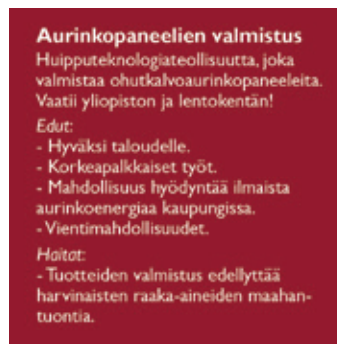 Aurinkopaneelien valmistus
Huipputeknologiateollisuutta, joka
valmistaa ohutkalvoaurinkopaneeleita.
Vaatii yliopiston ja lentokentän!
Edut:
- Hyväksi taloudelle.
- Korkeapalkkaiset työt.
- Mahdollisuus hyödyntää ilmaista
aurinkoenergiaa kaupungissa.
- Vientimahdollisuudet.
Haitat:
- Tuotteiden valmistus edellyttää
harvinaisten raaka-aineiden maahan-
tuontia.